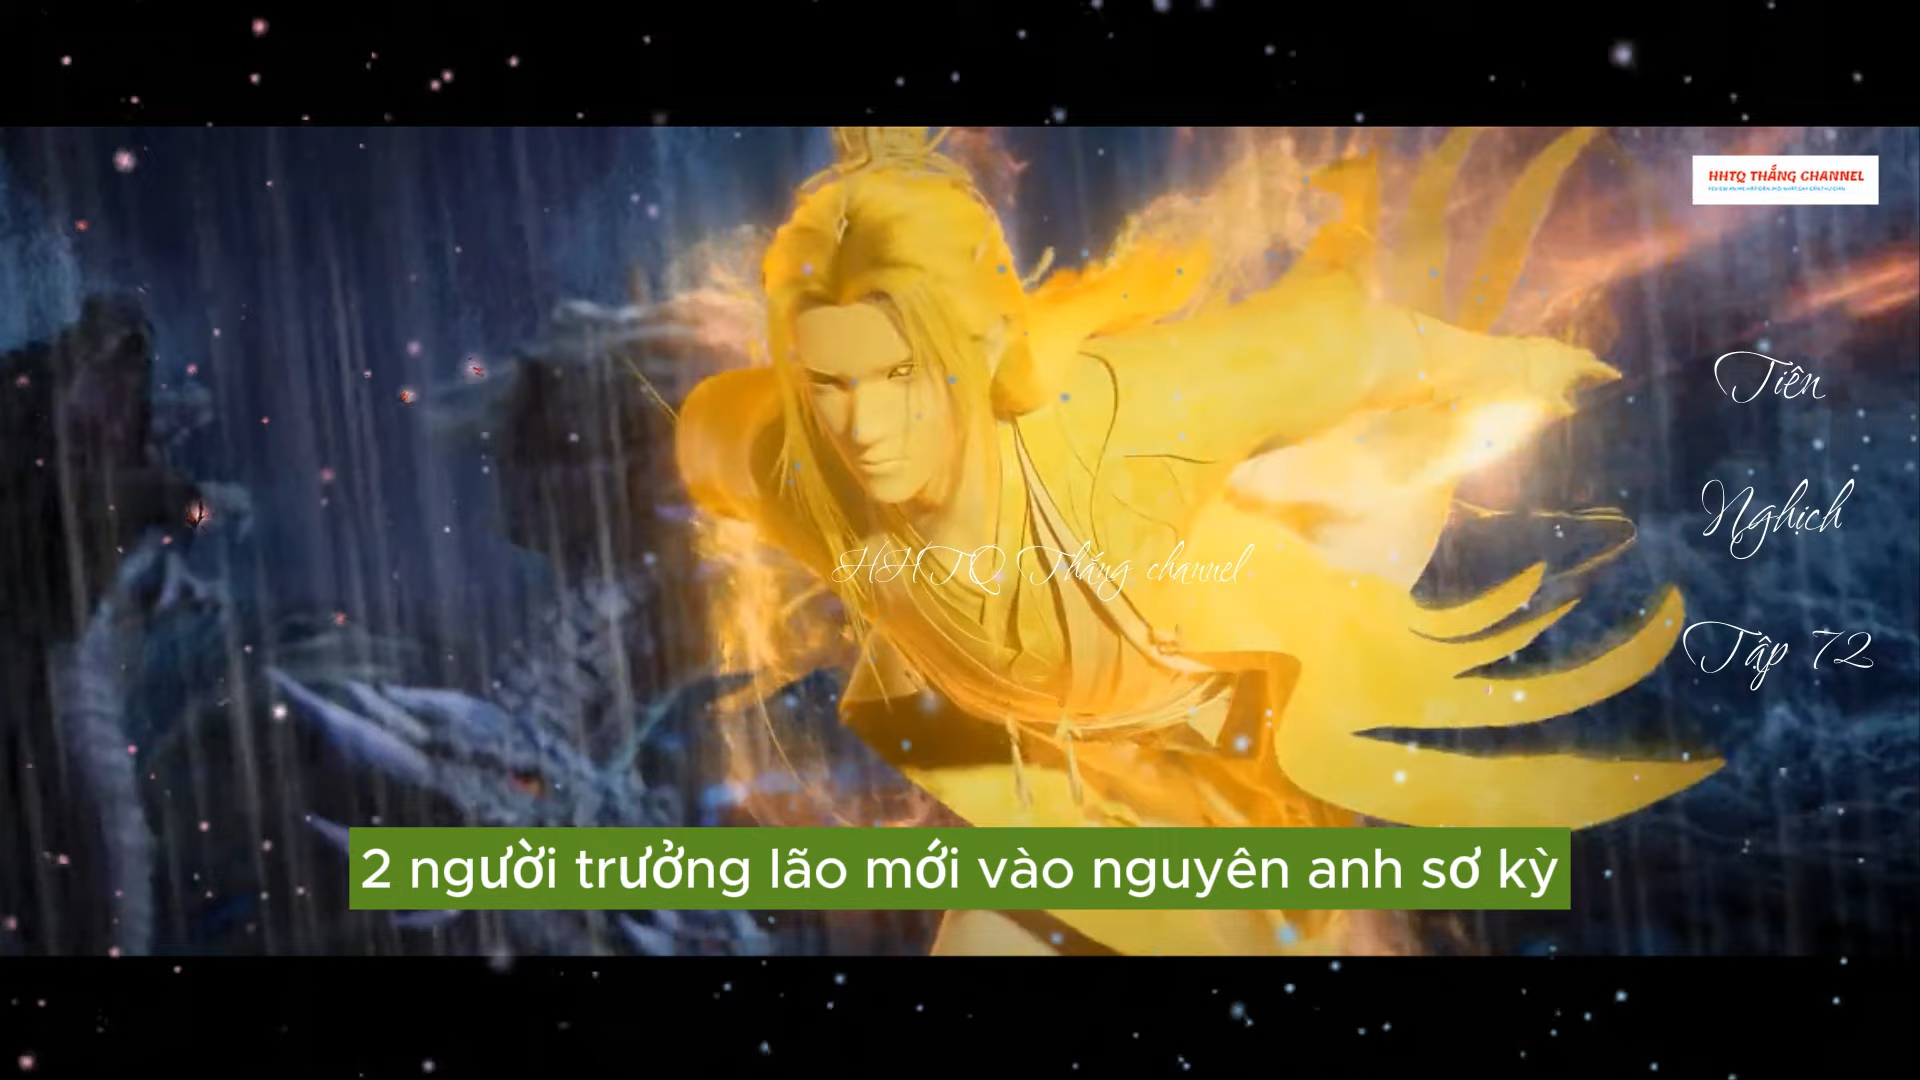 HHTQ THẮNG CHANNEL
Tiên
Nghịch
HHTQ Thắng channel
Tập 72
2 người trưởng lão mới vào nguyên anh sơ kỳ